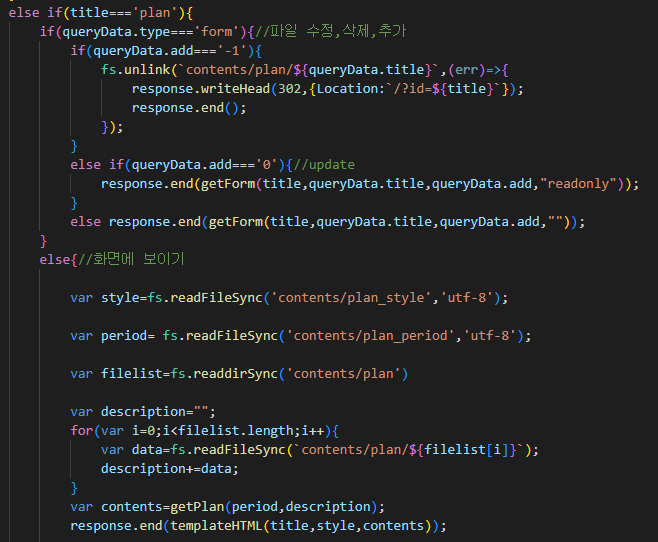 else if(title==='plan'){
if(queryData.type==='form'){//파일 수정,삭제,추가
if(queryData.add==='-1'){
fs.unlink(`contents/plan/${queryData.title}`,(err)=>{
response.writeHead(302,{Location:`/?id=${title}`});
response.end();
});
}
else if(queryData.add==='0'){//update
response.end(getForm(title,queryData.title,queryData.add,"readonly"));
}
else response.end(getForm(title,queryData.title,queryData.add,""));
}
else{//화면에 보이기
var style=fs.readFileSync('contents/plan_style','utf-8');
var period= fs.readFileSync('contents/plan_period','utf-8');
var filelist=fs.readdirSync('contents/plan')
var description="";
for(var i=0;i<filelist.length;i++){
var data=fs.readFileSync(`contents/plan/${filelist[i]}`);
description+=data;
}
var contents=getPlan(period,description);
response.end(templateHTML(title,style,contents));